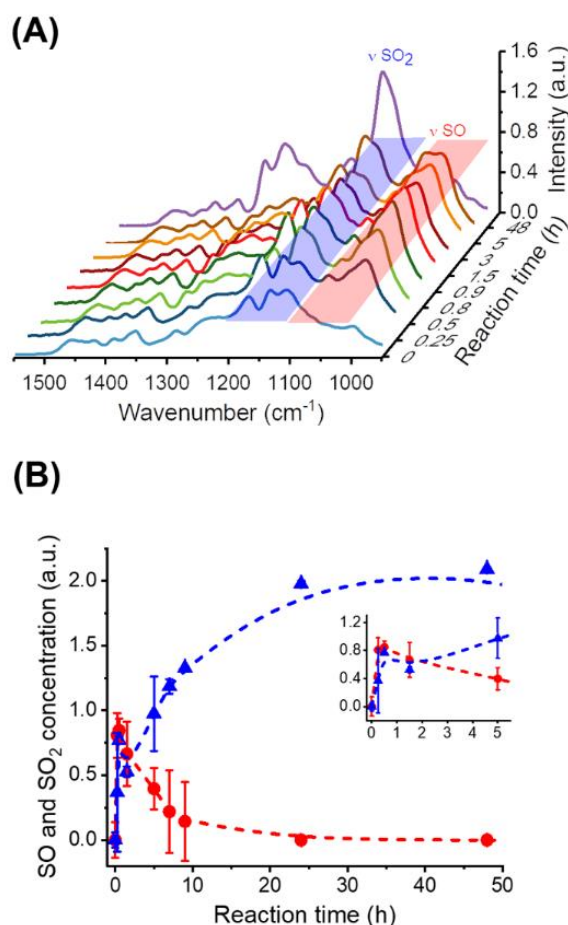 (A)
ν SO₂
ν SO
1.6
1.2
0.8
0.4
0.0
Intensity (a.u.)
48
5
3
1.5
0.9
0.8
0.5
0.25
0
Reaction time (h)
1500 1400 1300 1200 1100 1000
Wavenumber (cm⁻¹)
(B)
SO and SO₂ concentration (a.u.)
2.0
1.5
1.0
0.5
0.0
1.2
0.8
0.4
0.0
0 1 2 3 4 5
0 10 20 30 40 50
Reaction time (h)